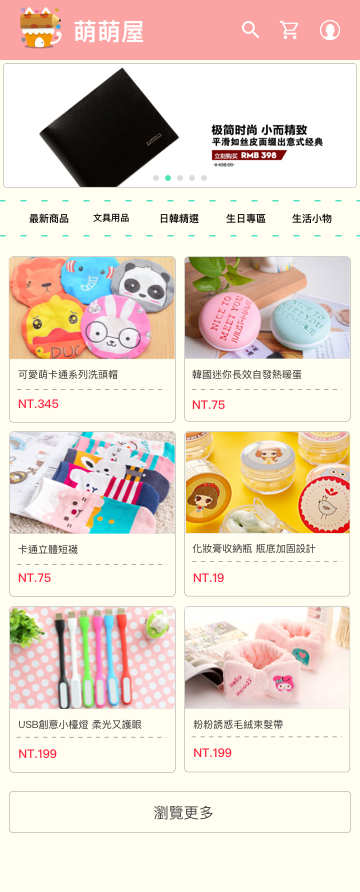 萌萌屋
极简时尚 小而精致
平滑如丝皮面缀出意式经典
立刻购买 RMB 398
最新商品 文具用品 日韓精選 生日專區 生活小物
DUC
NICE TO MEET YOU
可愛萌卡通系列洗頭帽
NT.345
韓國迷你長效自發熱暖蛋
NT.75
卡通立體短襪
NT.75
化妝膏收納瓶 瓶底加固設計
NT.19
USB創意小檯燈 柔光又護眼
NT.199
粉粉誘惑毛絨束髮帶
NT.199
瀏覽更多